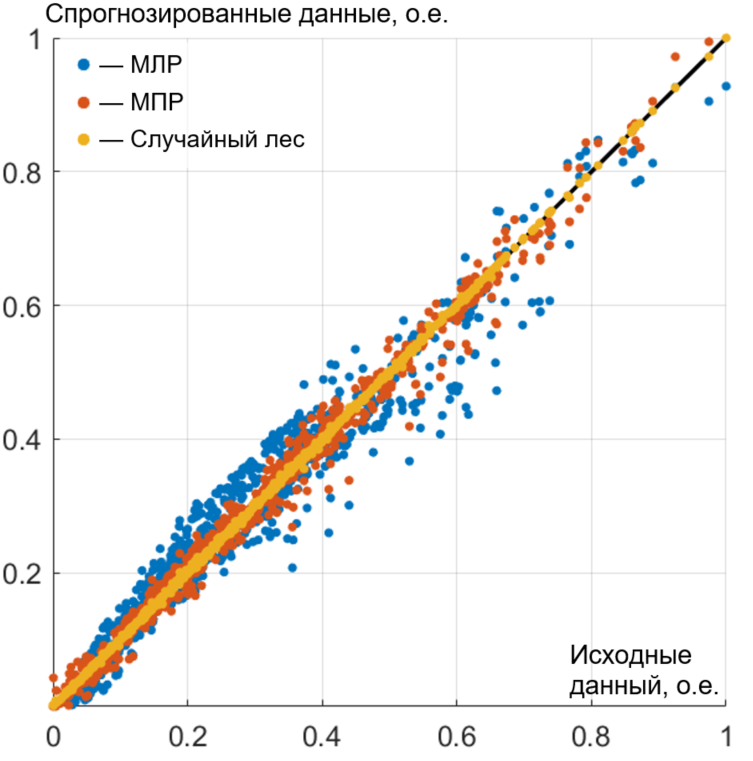 Спрогнозированные данные, о.е.
1
— МЛР
— МПР
— Случайный лес
0.8
0.6
0.4
0.2
Исходные
данный, о.е.
0 0.2 0.4 0.6 0.8 1